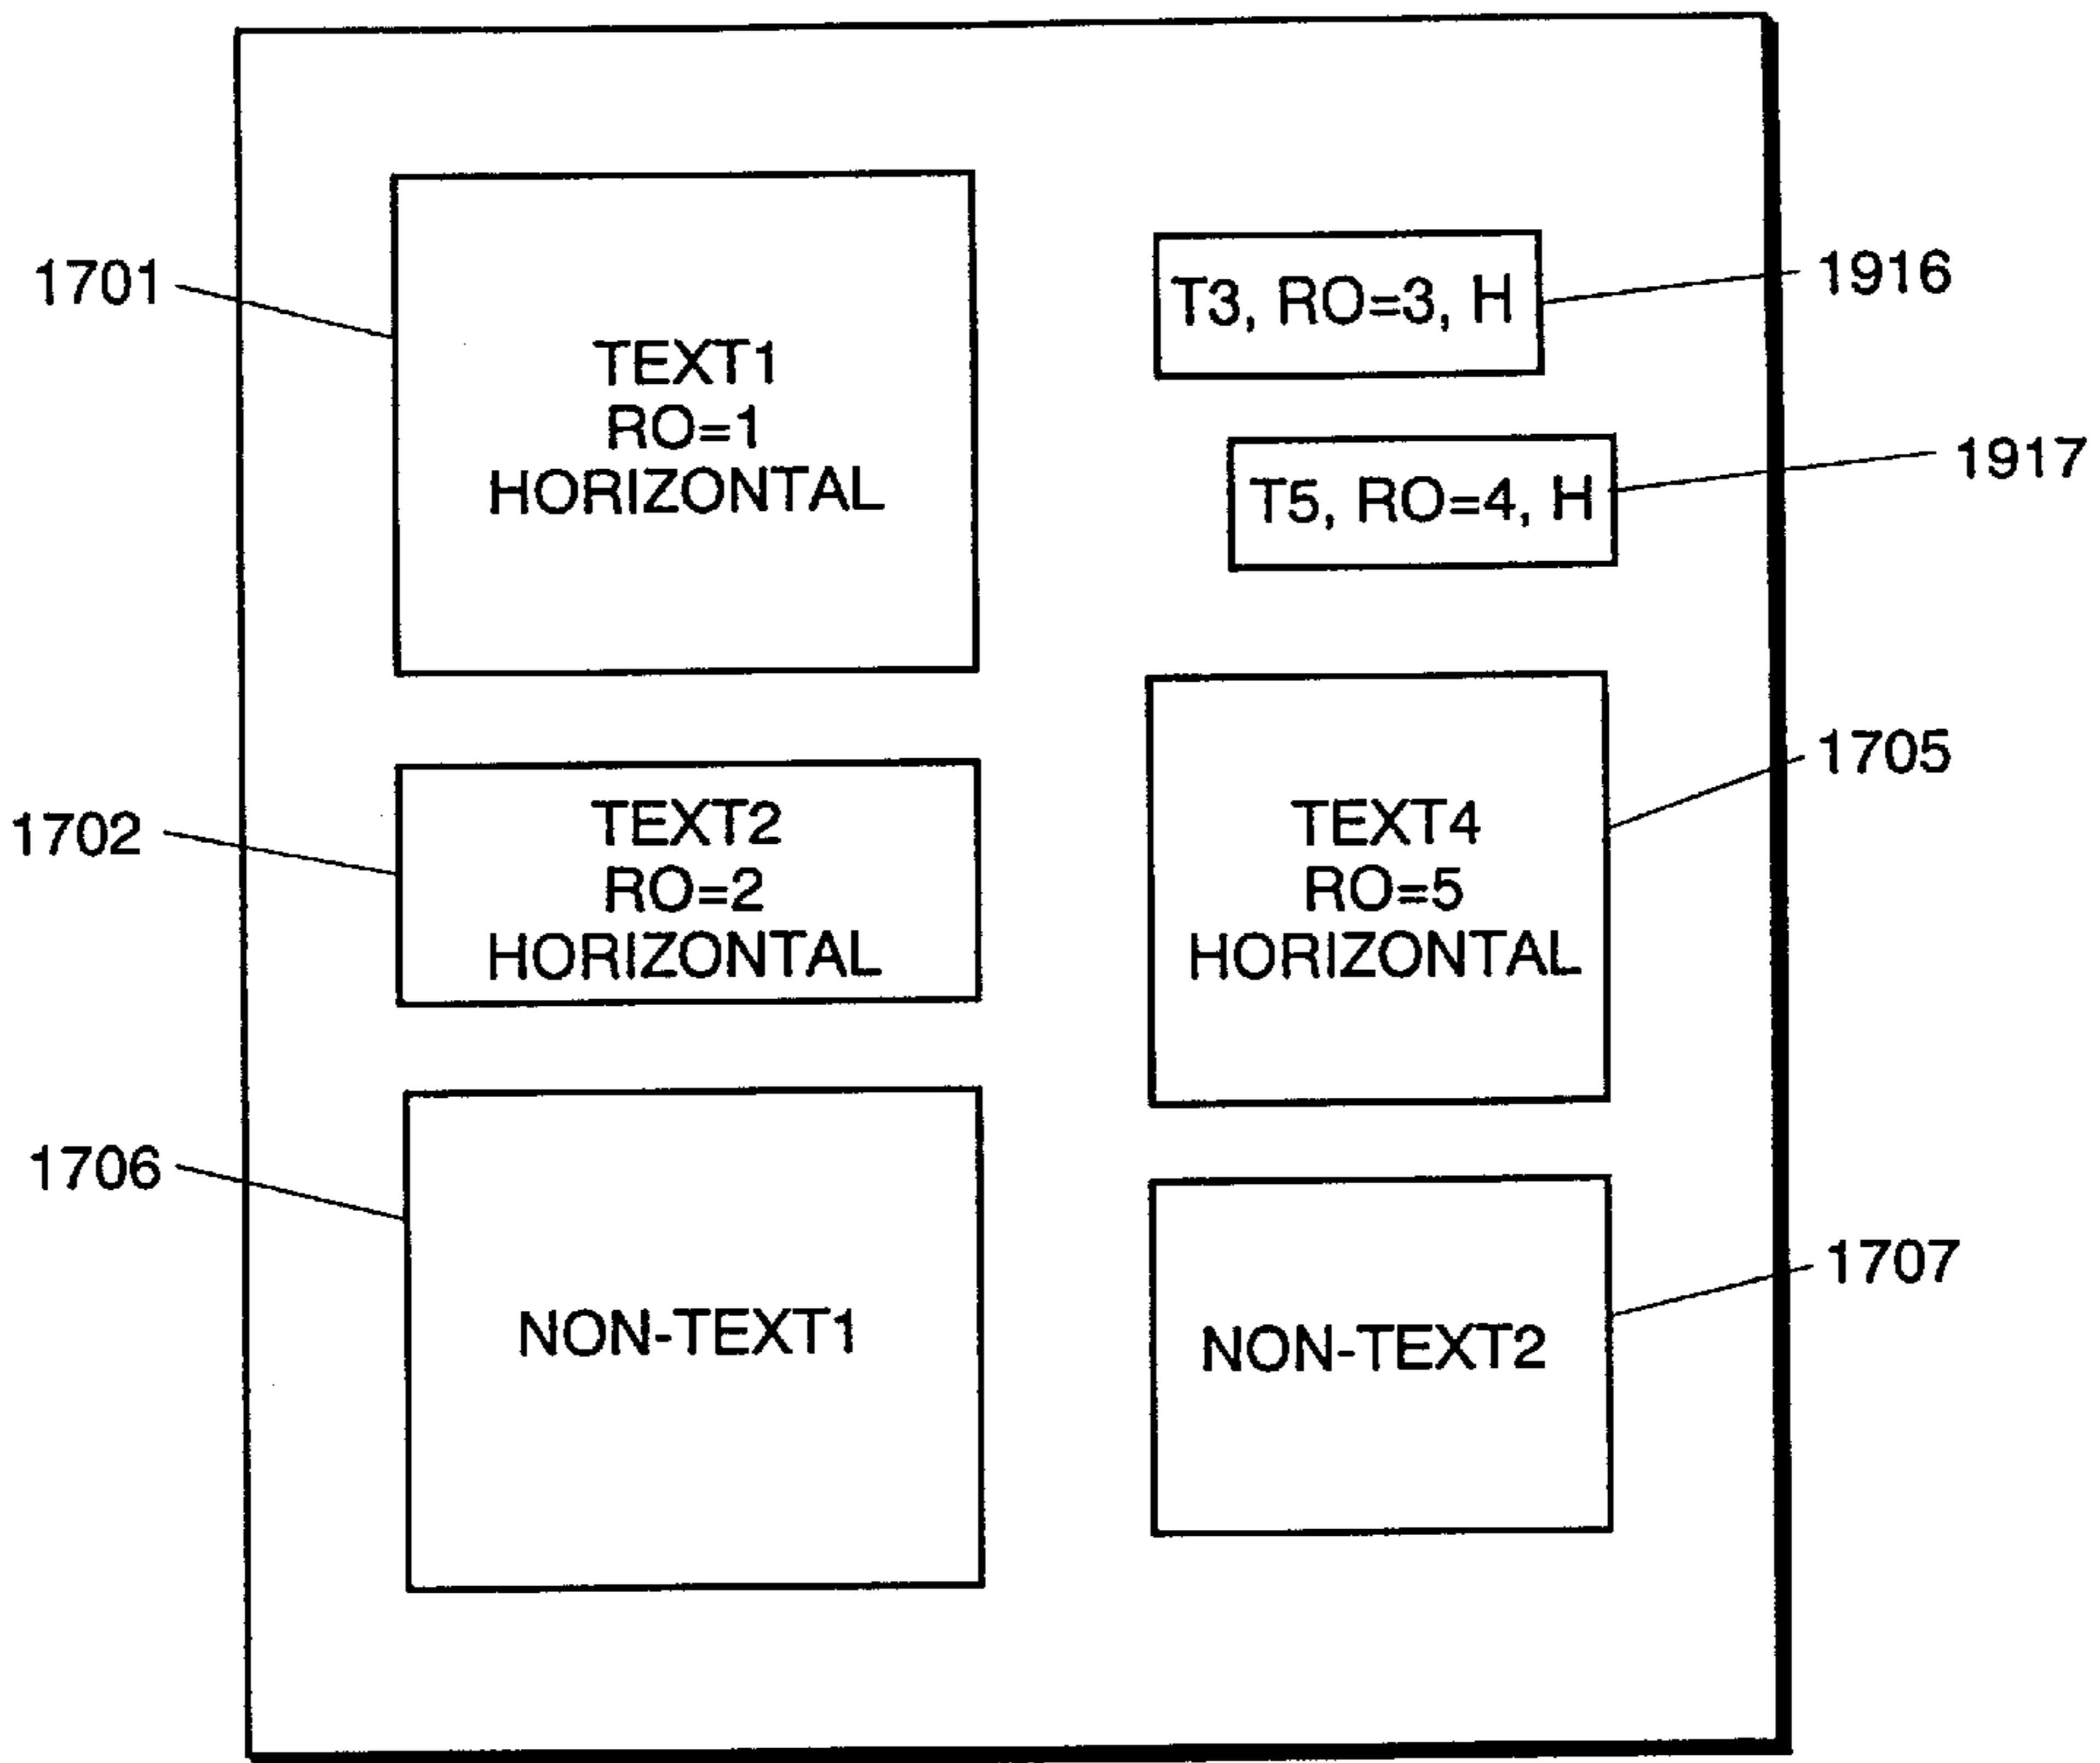 1701
TEXT1
RO=1
HORIZONTAL
1702
TEXT2
RO=2
HORIZONTAL
1706
NON-TEXT1
T3, RO=3, H
1916
T5, RO=4, H
1917
TEXT4
RO=5
HORIZONTAL
1705
NON-TEXT2
1707